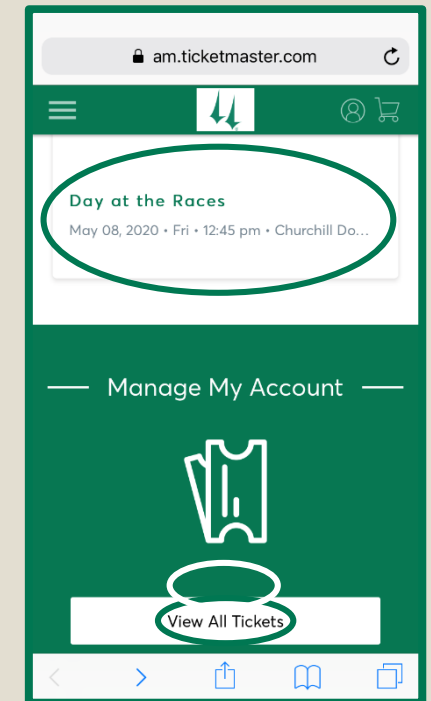 am.ticketmaster.com
Day at the Races
May 08, 2020 • Fri • 12:45 pm • Churchill Do...
Manage My Account
View All Tickets